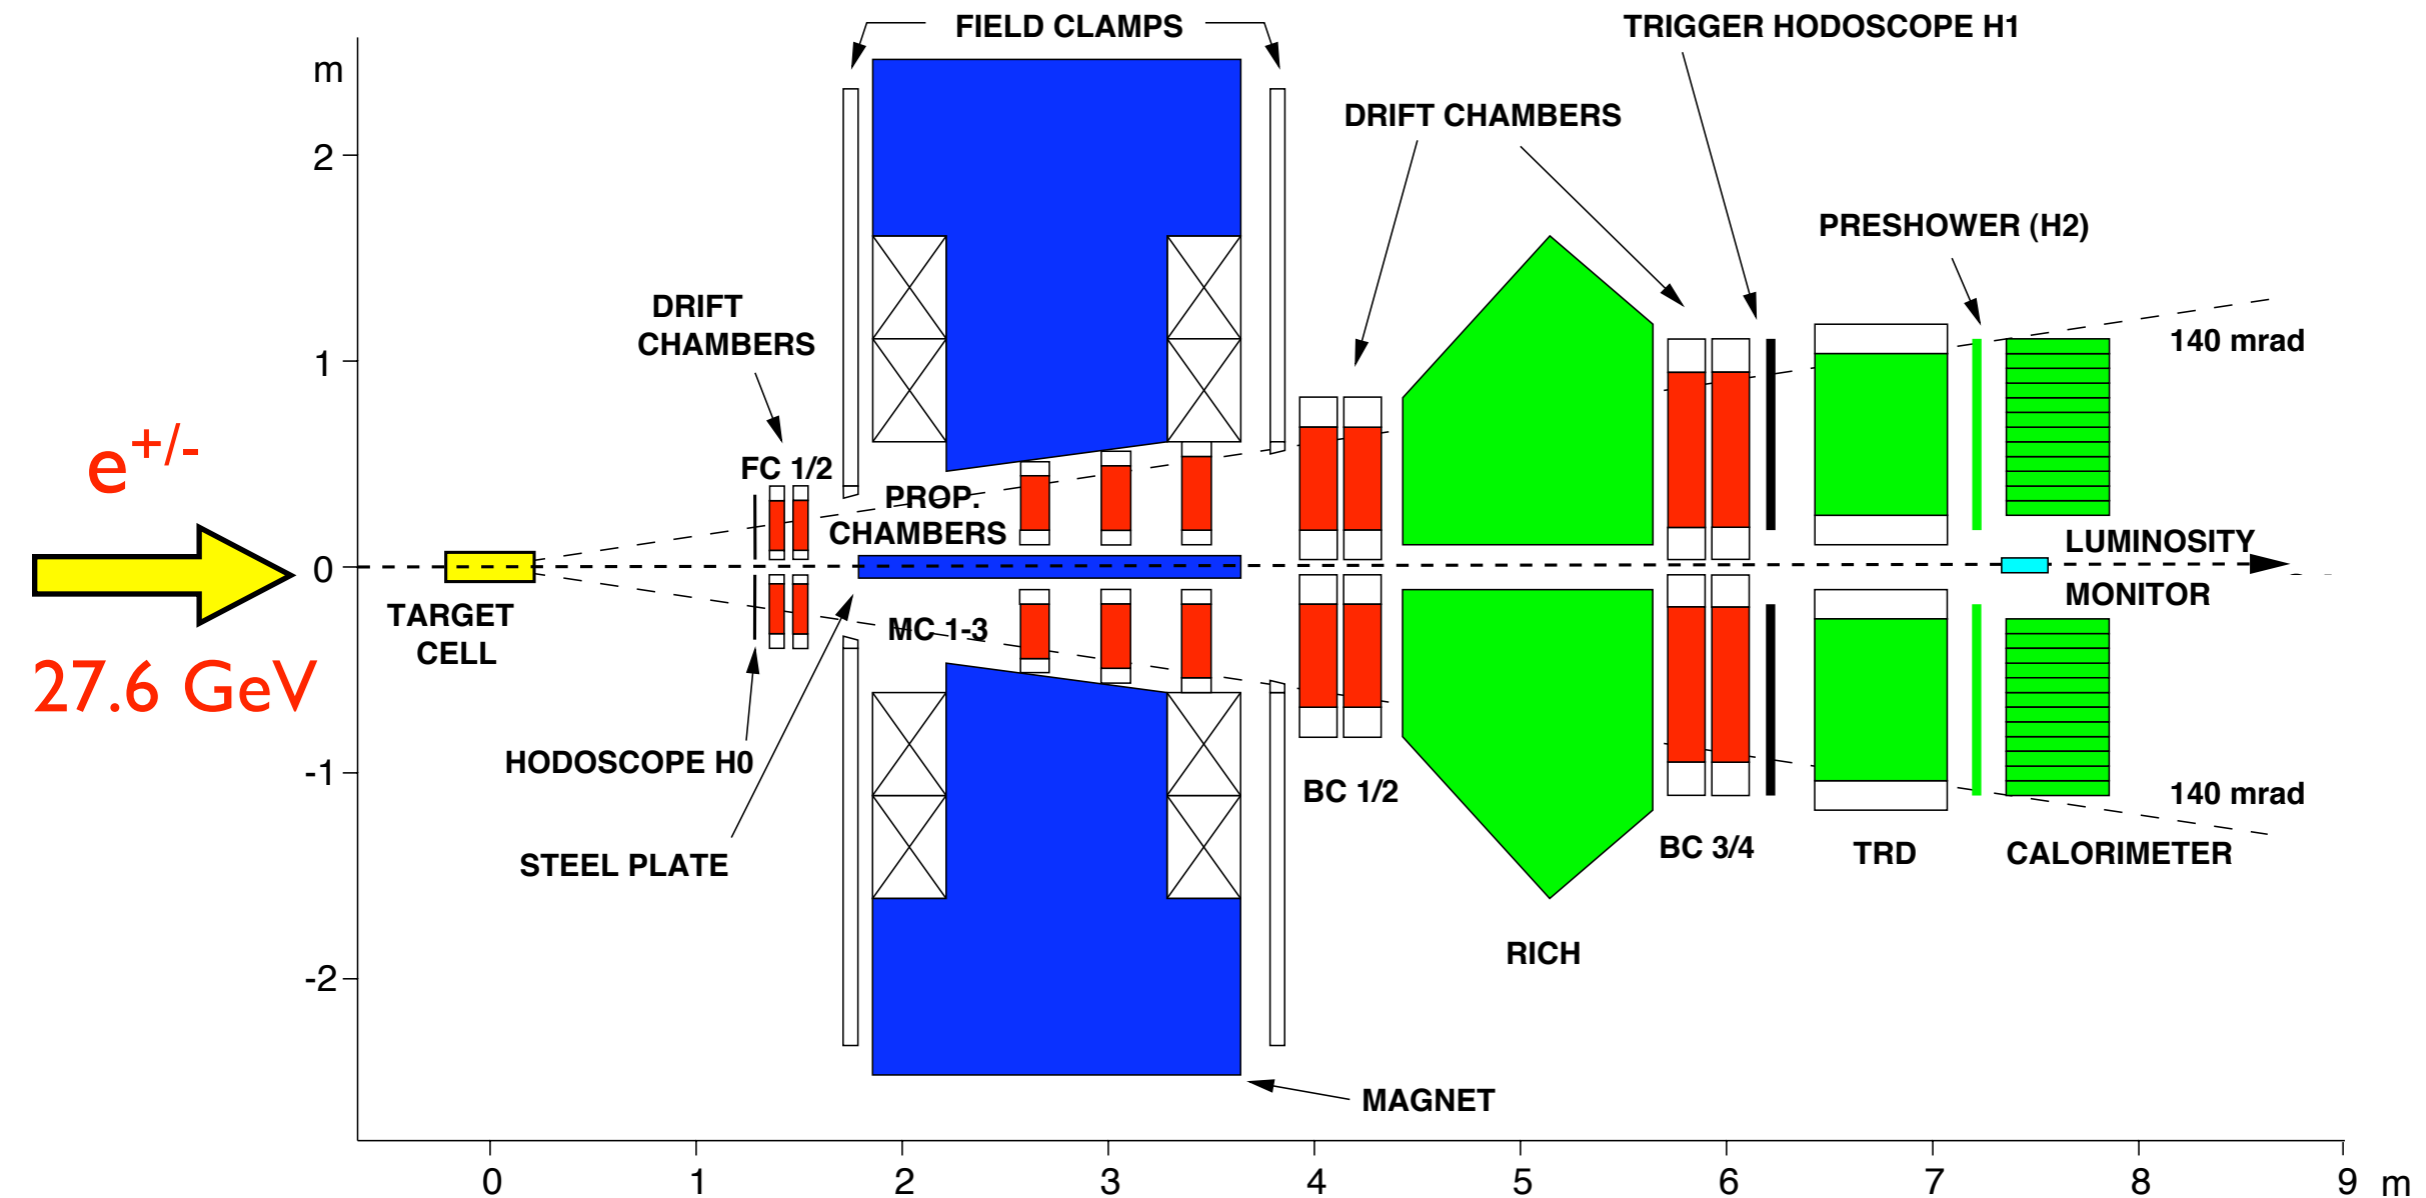 FIELD CLAMPS
TRIGGER HODOSCOPE H1
m
DRIFT CHAMBERS
2
PRESHOWER (H2)
DRIFT
CHAMBERS
140 mrad
1
e+/-
FC 1/2
PROP.
CHAMBERS
LUMINOSITY
0
MONITOR
TARGET
CELL
MC 1-3
27.6 GeV
HODOSCOPE H0
-1
BC 1/2
140 mrad
BC 3/4
TRD
CALORIMETER
STEEL PLATE
RICH
-2
MAGNET
0 1 2 3 4 5 6 7 8 9 m